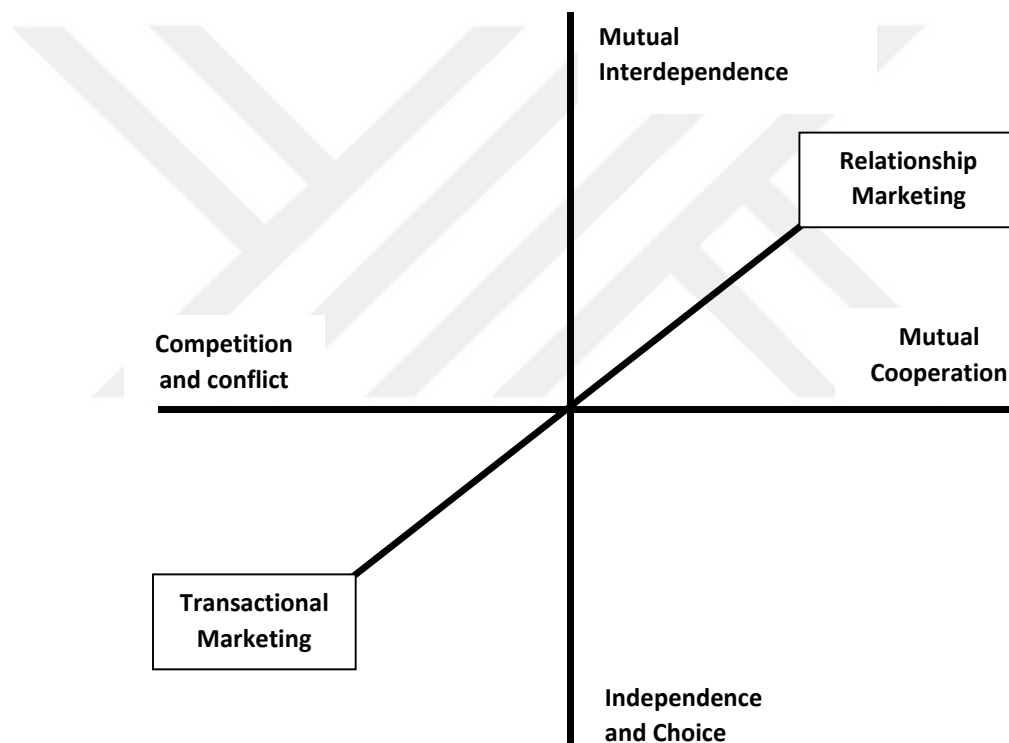 Mutual
Interdependence
Relationship
Marketing
Competition
and conflict
Mutual
Cooperation
Transactional
Marketing
Independence
and Choice